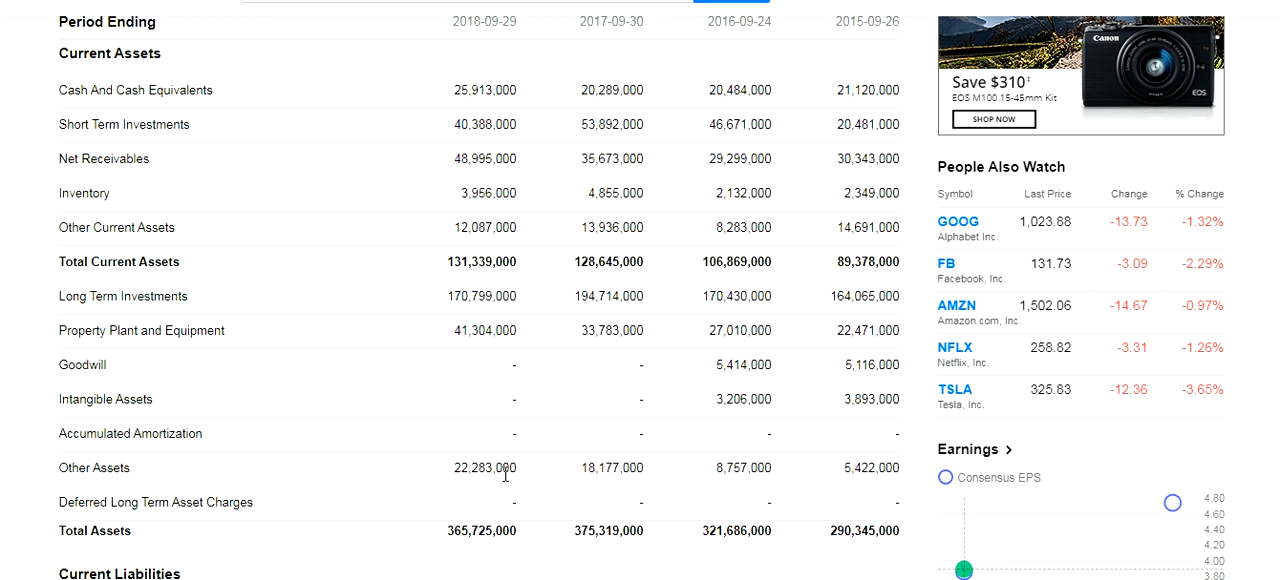 Period Ending 2018-09-29 2017-09-30 2016-09-24 2015-09-26
Current Assets
Cash And Cash Equivalents 25,913,000 20,289,000 20,484,000 21,120,000
Short Term Investments 40,388,000 53,892,000 46,671,000 20,481,000
Net Receivables 48,995,000 35,673,000 29,299,000 30,343,000
Inventory 3,956,000 4,855,000 2,132,000 2,349,000
Other Current Assets 12,087,000 13,936,000 8,283,000 14,691,000
Total Current Assets 131,339,000 128,645,000 106,869,000 89,378,000
Long Term Investments 170,799,000 194,714,000 170,430,000 164,065,000
Property Plant and Equipment 41,304,000 33,783,000 27,010,000 22,471,000
Goodwill - - 5,414,000 5,116,000
Intangible Assets - - 3,206,000 3,893,000
Accumulated Amortization - - - -
Other Assets 22,283,000 18,177,000 8,757,000 5,422,000
Deferred Long Term Asset Charges - - - -
Total Assets 365,725,000 375,319,000 321,686,000 290,345,000
Current Liabilities
Canon
EOS
Save $310‡
EOS M100 15-45mm Kit
SHOP NOW
People Also Watch
Symbol Last Price Change % Change
GOOG 1,023.88 -13.73 -1.32%
Alphabet Inc.
FB 131.73 -3.09 -2.29%
Facebook, Inc.
AMZN 1,502.06 -14.67 -0.97%
Amazon.com, Inc.
NFLX 258.82 -3.31 -1.26%
Netflix, Inc.
TSLA 325.83 -12.36 -3.65%
Tesla, Inc.
Earnings >
Consensus EPS
4.80
4.60
4.40
4.20
4.00
3.80